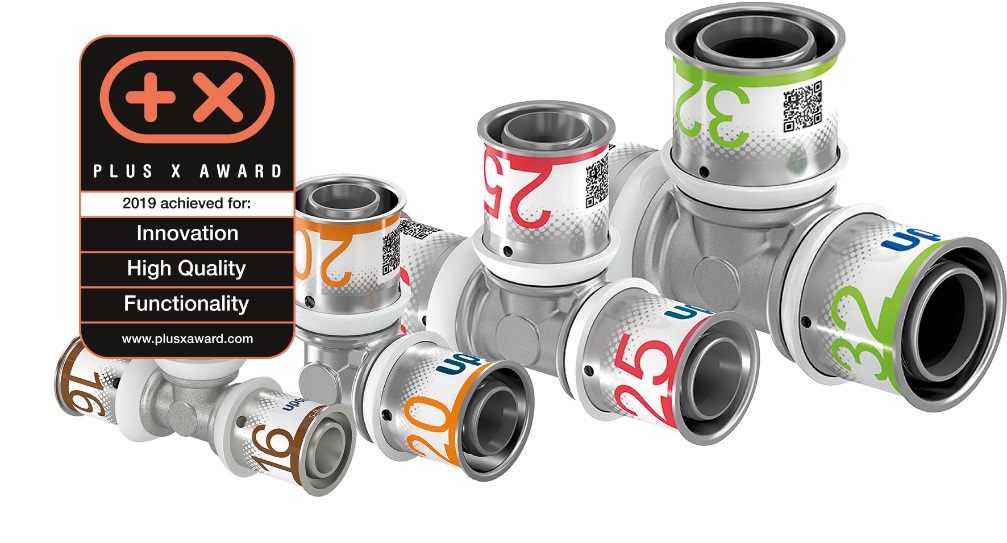 PLUS X AWARD
2019 achieved for:
Innovation
High Quality
Functionality
www.plusxaward.com
16
16
20
20
25
25
32
32